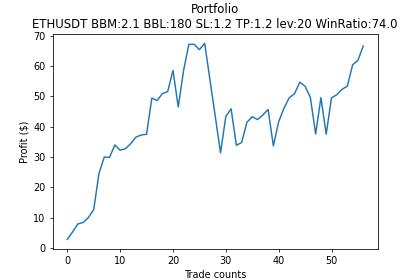 Portfolio
ETHUSDT BBM:2.1 BBL:180 SL:1.2 TP:1.2 lev:20 WinRatio:74.0
70
60
50
40
30
20
10
0
Profit ($)
0 10 20 30 40 50
Trade counts